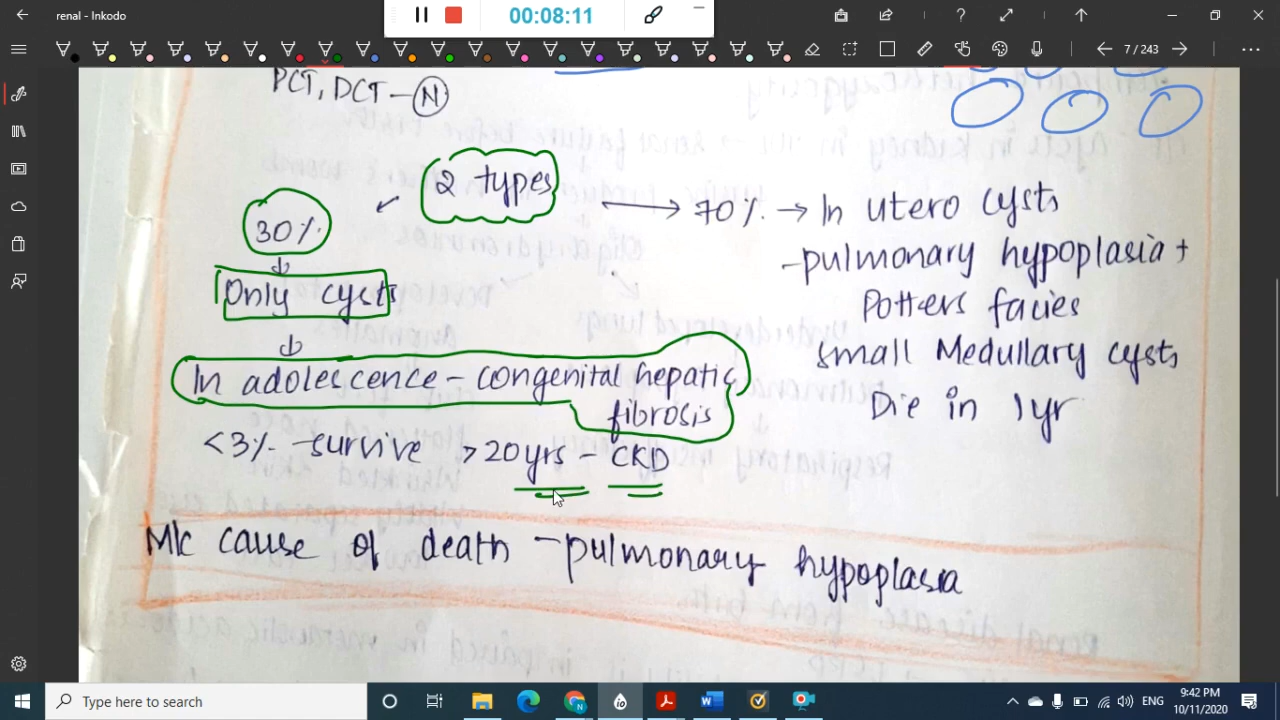 renal - Inkodo
00:08:11
7 / 243
PCT, DCT - N
2 types
30%
Only cysts
In adolescence - congenital hepatic
fibrosis
<3% - survive >20yrs - CKD
→ 70% → In utero cysts
- pulmonary hypoplasia +
Potters facies
small Medullary cysts
Die in 1yr
M/c cause of death - pulmonary hypoplasia
Type here to search
ENG
9:42 PM
10/11/2020